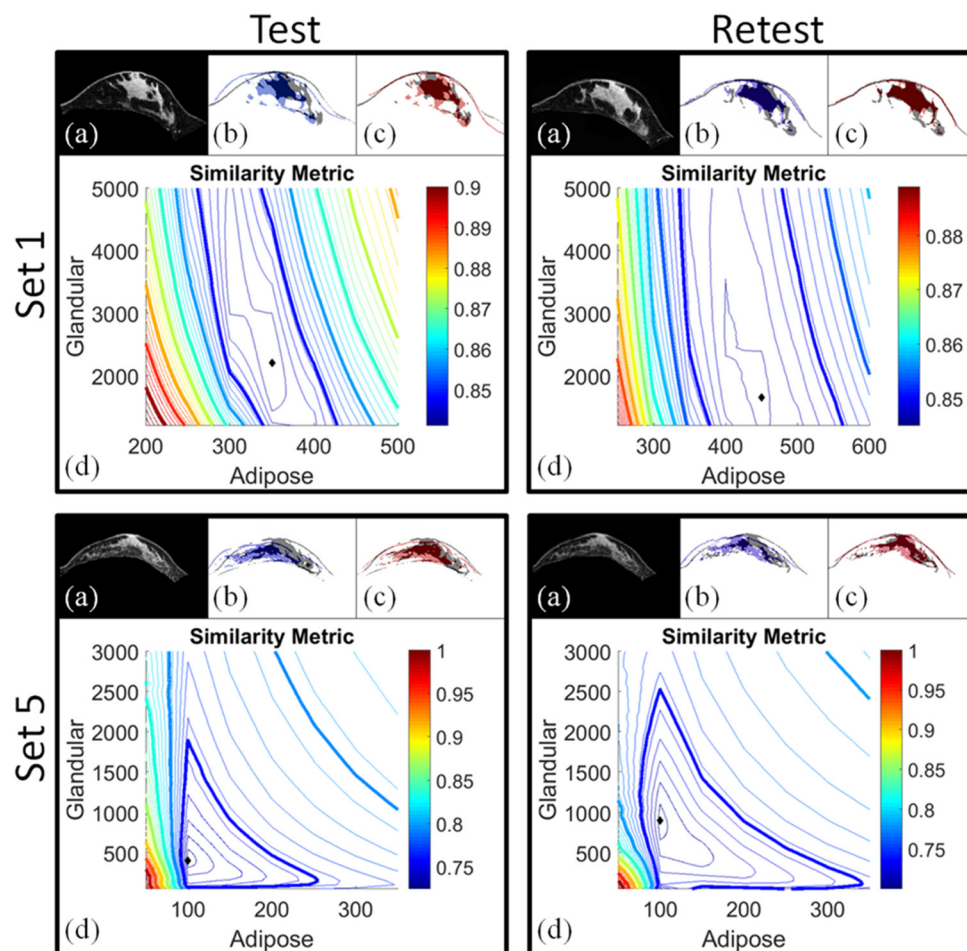 Test
Retest
Set 1
(a)
(b)
(c)
Similarity Metric
5000
4000
3000
2000
Glandular
200
300
400
500
Adipose
0.9
0.89
0.88
0.87
0.86
0.85
(d)
(a)
(b)
(c)
Similarity Metric
5000
4000
3000
2000
Glandular
300
400
500
600
Adipose
0.88
0.87
0.86
0.85
(d)
Set 5
(a)
(b)
(c)
Similarity Metric
3000
2500
2000
1500
1000
500
Glandular
100
200
300
Adipose
1
0.95
0.9
0.85
0.8
0.75
(d)
(a)
(b)
(c)
Similarity Metric
3000
2500
2000
1500
1000
500
Glandular
100
200
300
Adipose
1
0.95
0.9
0.85
0.8
0.75
(d)